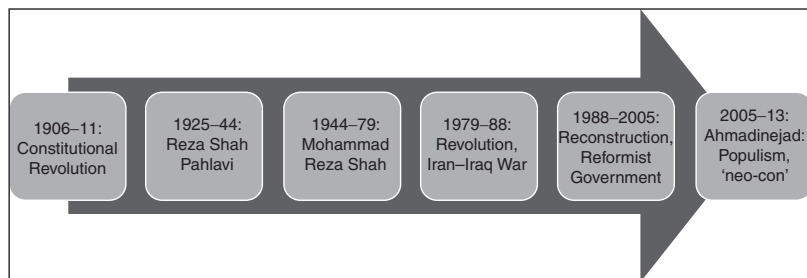 1906–11:
Constitutional
Revolution
1925–44:
Reza Shah
Pahlavi
1944–79:
Mohammad
Reza Shah
1979–88:
Revolution,
Iran–Iraq War
1988–2005:
Reconstruction,
Reformist
Government
2005–13:
Ahmadinejad:
Populism,
‘neo-con’